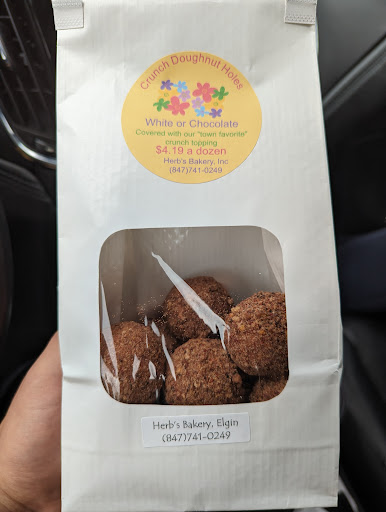 Crunch Doughnut Holes
White or Chocolate
Covered with our "town favorite"
crunch topping
$4.19 a dozen
Herb's Bakery, Inc
(847)741-0249
Herb's Bakery, Elgin
(847)741-0249